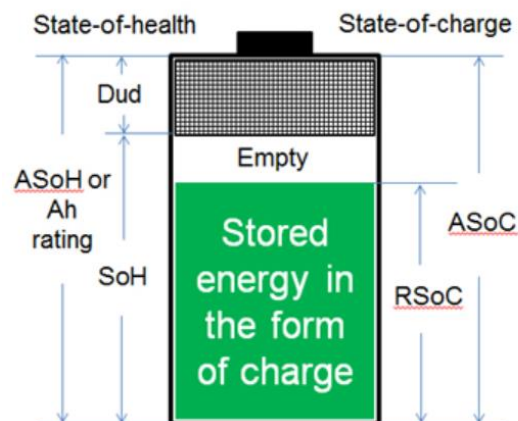 State-of-health
State-of-charge
Dud
Empty
ASoH or
Ah
rating
SoH
Stored
energy in
the form
of charge
ASoC
RSoC